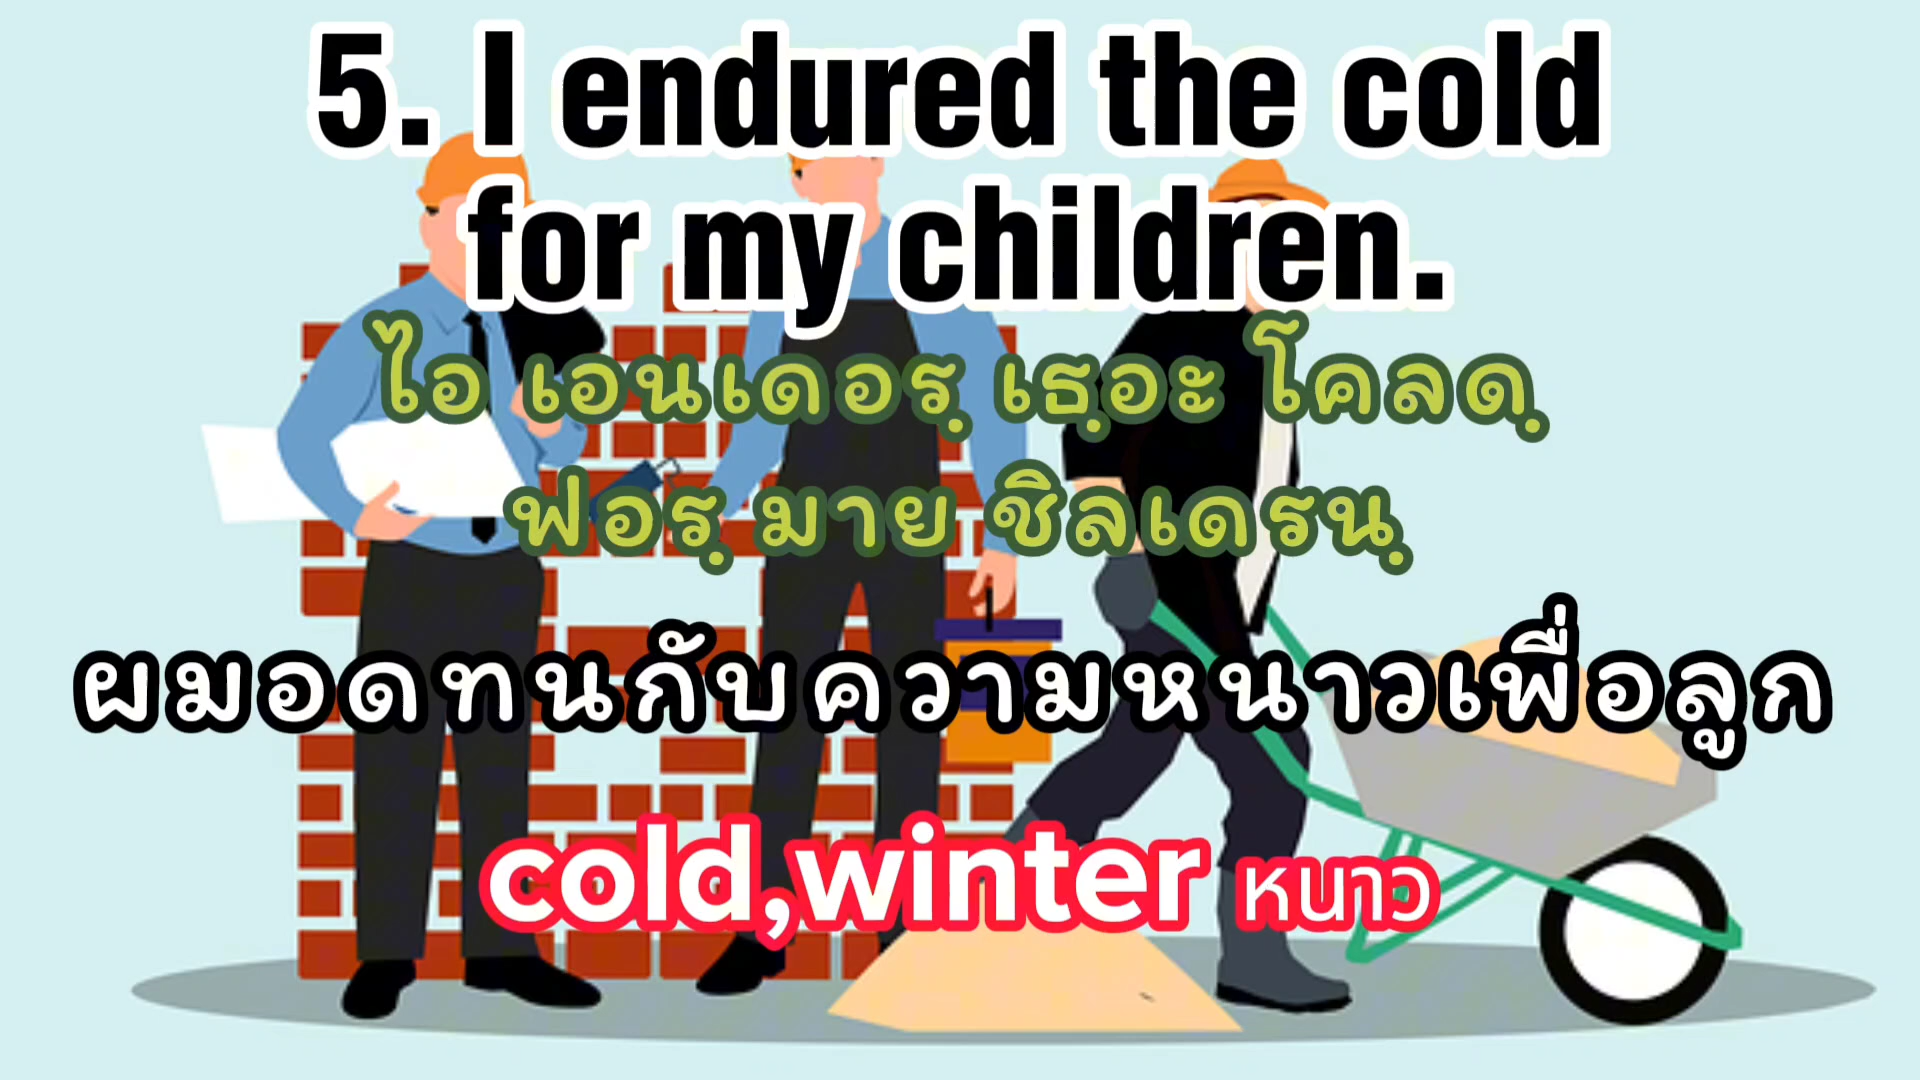 5. I endured the cold
for my children.
ไอ เอนเดอรฺ เธฺอะ โคลดฺ
ฟอรฺ มาย ชิลเดรนฺ
ผมอดทนกับความหนาวเพื่อลูก
cold,winter หนาว